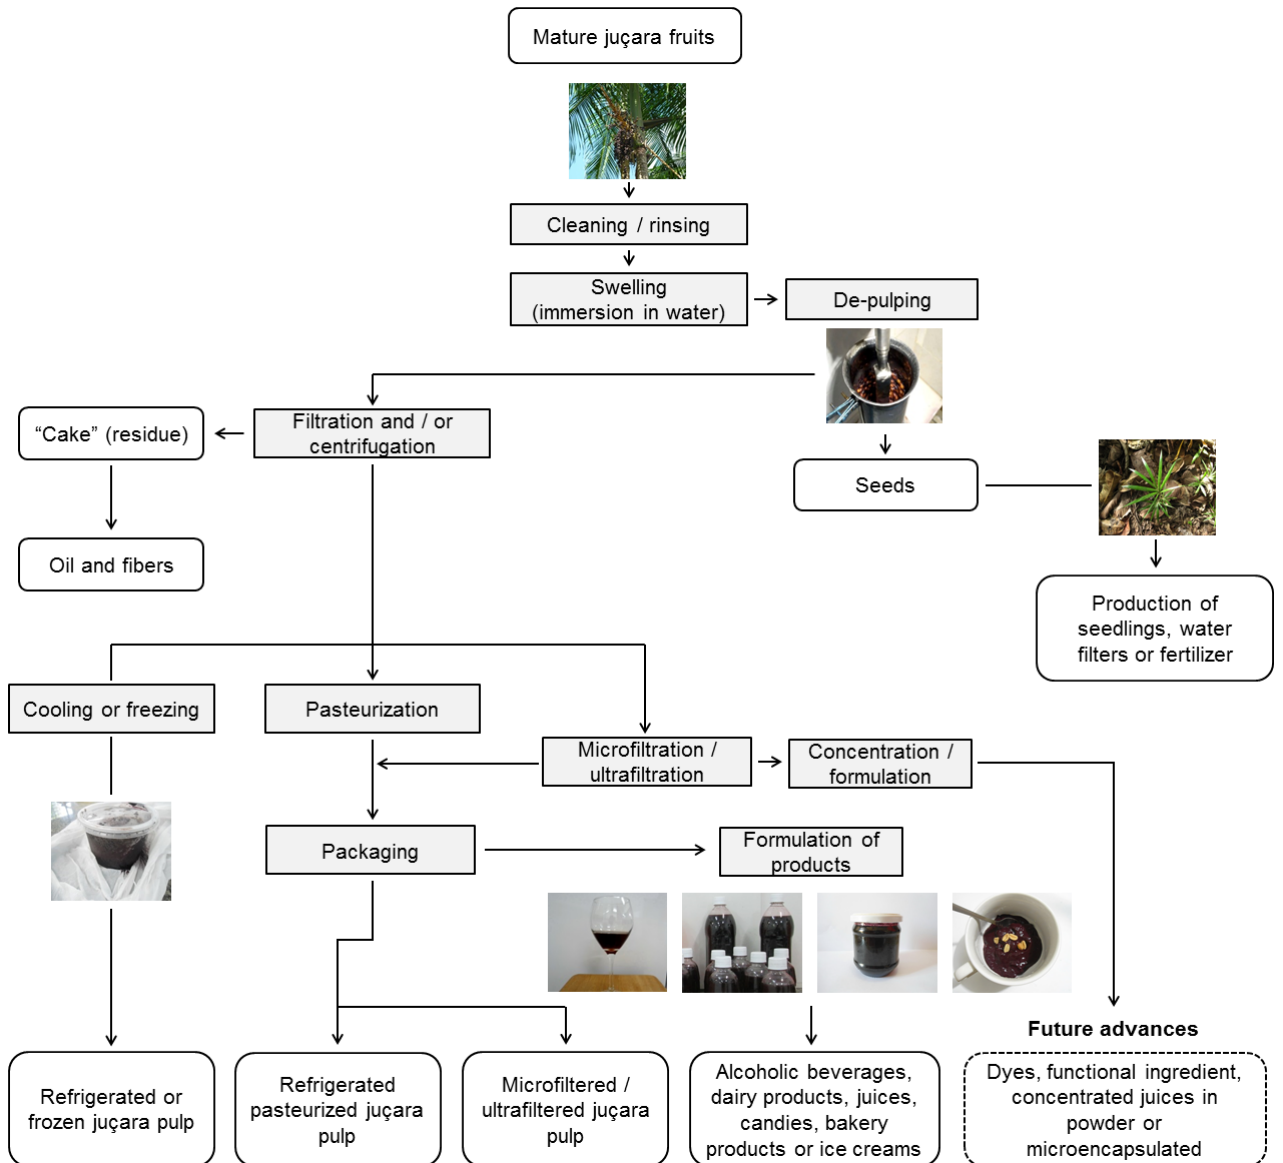 Mature juçara fruits
Cleaning / rinsing
Swelling
(immersion in water)
De-pulping
Filtration and / or
centrifugation
“Cake” (residue)
Seeds
Oil and fibers
Production of
seedlings, water
filters or fertilizer
Cooling or freezing
Pasteurization
Microfiltration /
ultrafiltration
Concentration /
formulation
Packaging
Formulation of
products
Future advances
Refrigerated or
frozen juçara pulp
Refrigerated
pasteurized juçara
pulp
Microfiltered /
ultrafiltered juçara
pulp
Alcoholic beverages,
dairy products, juices,
candies, bakery
products or ice creams
Dyes, functional ingredient,
concentrated juices in
powder or
microencapsulated